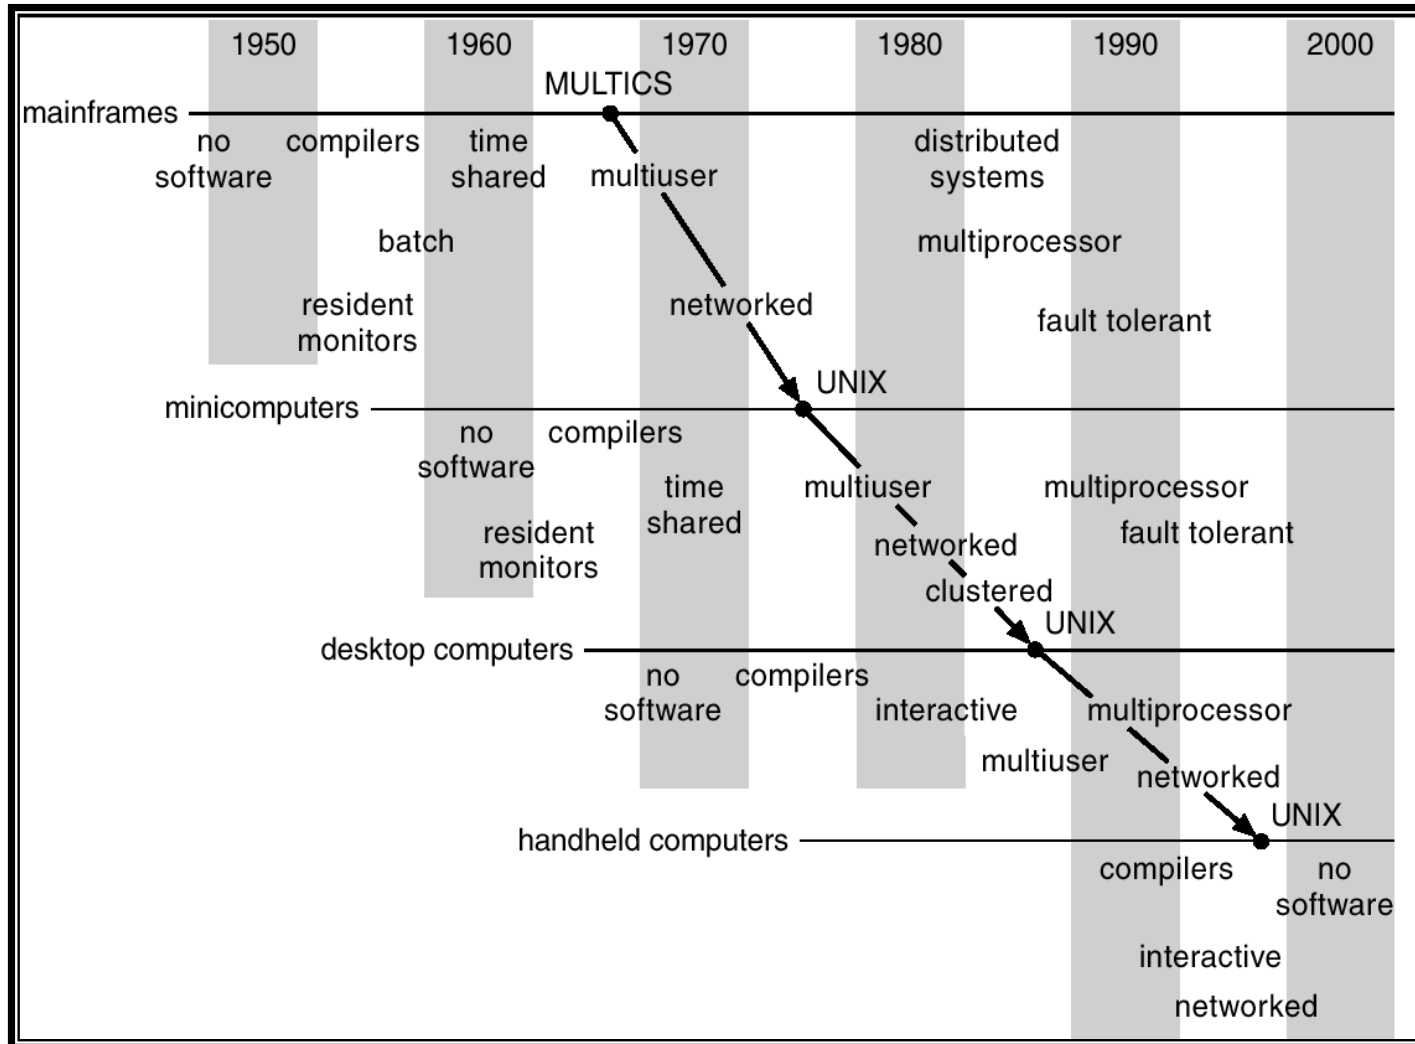 1950 1960 1970 1980 1990 2000
MULTICS
mainframes
no compilers time distributed
software shared multiuser systems
batch multiprocessor
resident networked fault tolerant
monitors
UNIX
minicomputers
no compilers
software
time multiuser multiprocessor
shared
resident networked fault tolerant
monitors
clustered
UNIX
desktop computers
no compilers
software interactive multiprocessor
multiuser
networked
UNIX
handheld computers
compilers no
software
interactive
networked